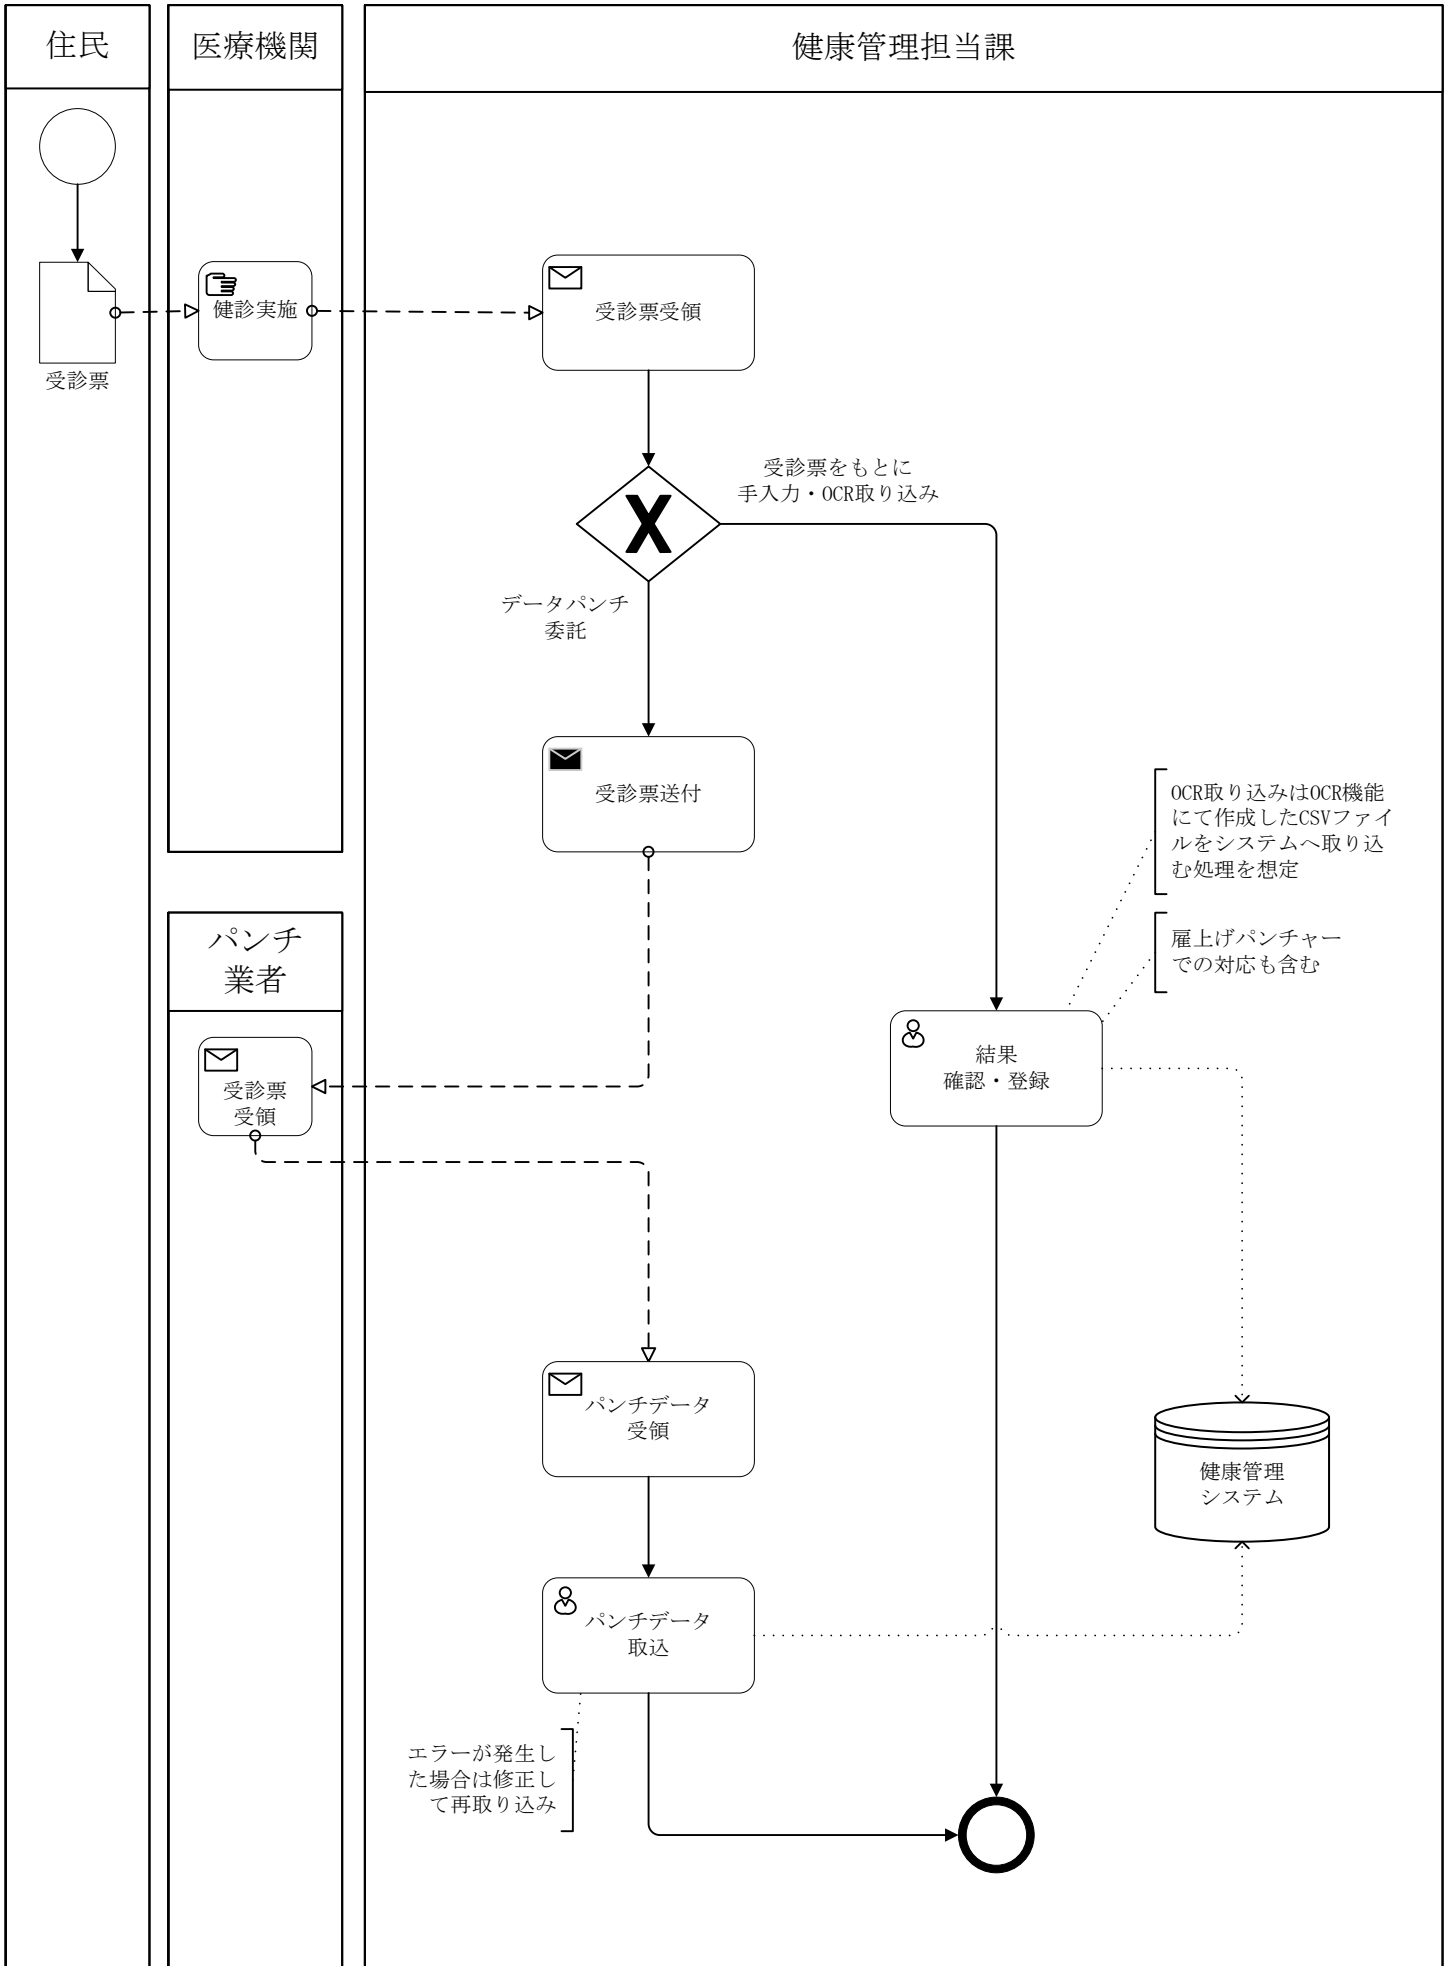 住民
医療機関
健康管理担当課
受診票
健診実施
受診票受領
受診票をもとに
手入力・OCR取り込み
データパンチ
委託
受診票送付
OCR取り込みはOCR機能
にて作成したCSVファイ
ルをシステムへ取り込
む処理を想定
雇上げパンチャー
での対応も含む
パンチ
業者
受診票
受領
結果
確認・登録
パンチデータ
受領
健康管理
システム
パンチデータ
取込
エラーが発生し
た場合は修正し
て再取り込み